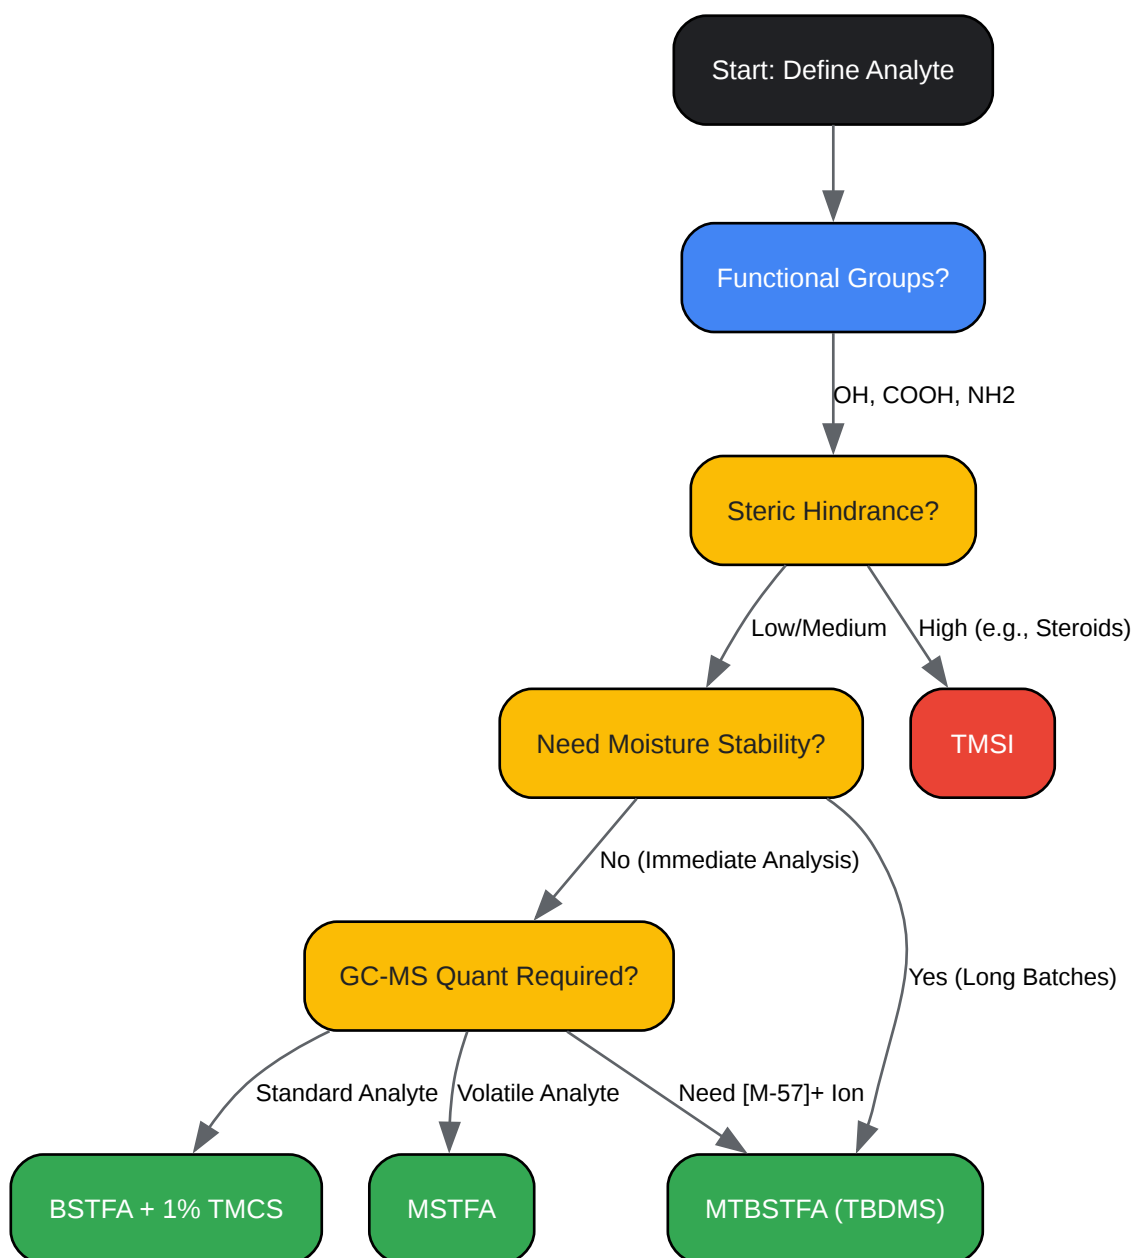 Start: Define Analyte
Functional Groups?
OH, COOH, NH2
Steric Hindrance?
Low/Medium
High (e.g., Steroids)
Need Moisture Stability?
TMSI
No (Immediate Analysis)
GC-MS Quant Required?
Yes (Long Batches)
Standard Analyte
Volatile Analyte
Need [M-57]+ Ion
BSTFA + 1% TMCS
MSTFA
MTBSTFA (TBDMS)